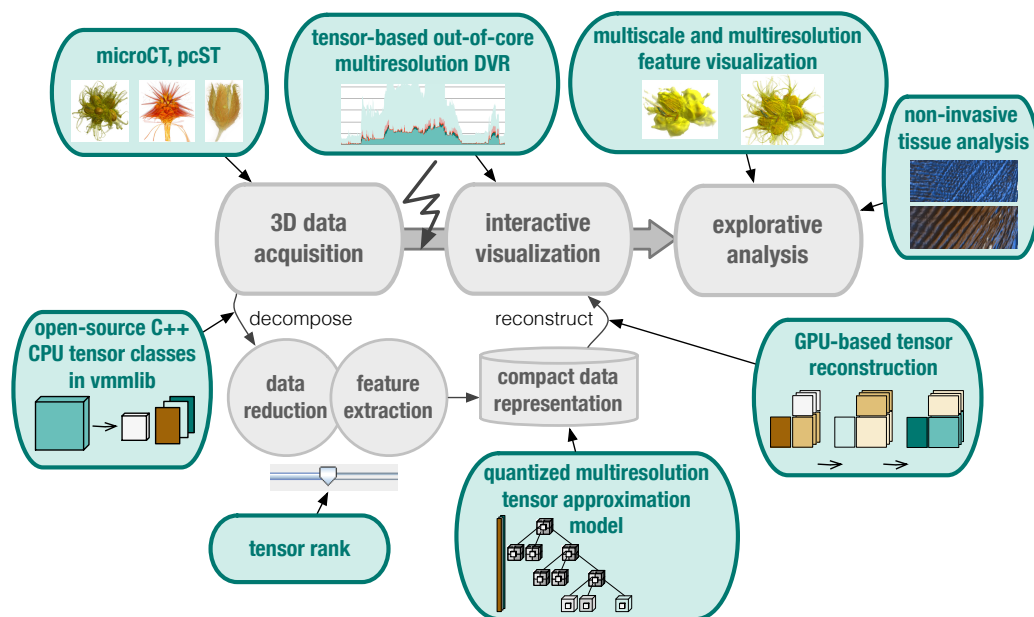 microCT, pcST
tensor-based out-of-core
multiresolution DVR
multiscale and multiresolution
feature visualization
non-invasive
tissue analysis
3D data
acquisition
interactive
visualization
explorative
analysis
decompose
reconstruct
open-source C++
CPU tensor classes
in vmmlib
data
reduction
feature
extraction
compact data
representation
GPU-based tensor
reconstruction
tensor rank
quantized multiresolution
tensor approximation
model